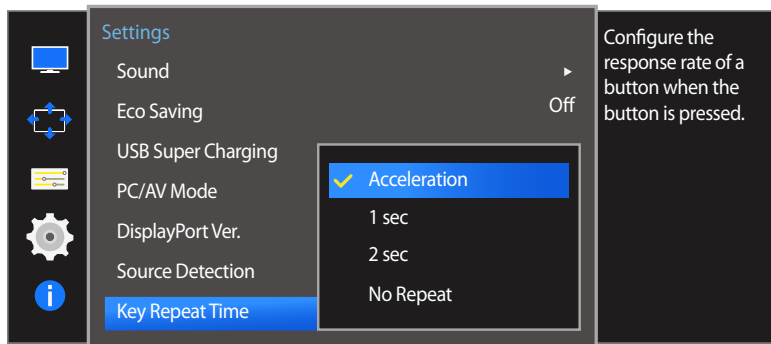 Settings
Sound
Eco Saving Off
USB Super Charging
PC/AV Mode
DisplayPort Ver.
Source Detection
Key Repeat Time
Acceleration
1 sec
2 sec
No Repeat
Configure the
response rate of a
button when the
button is pressed.